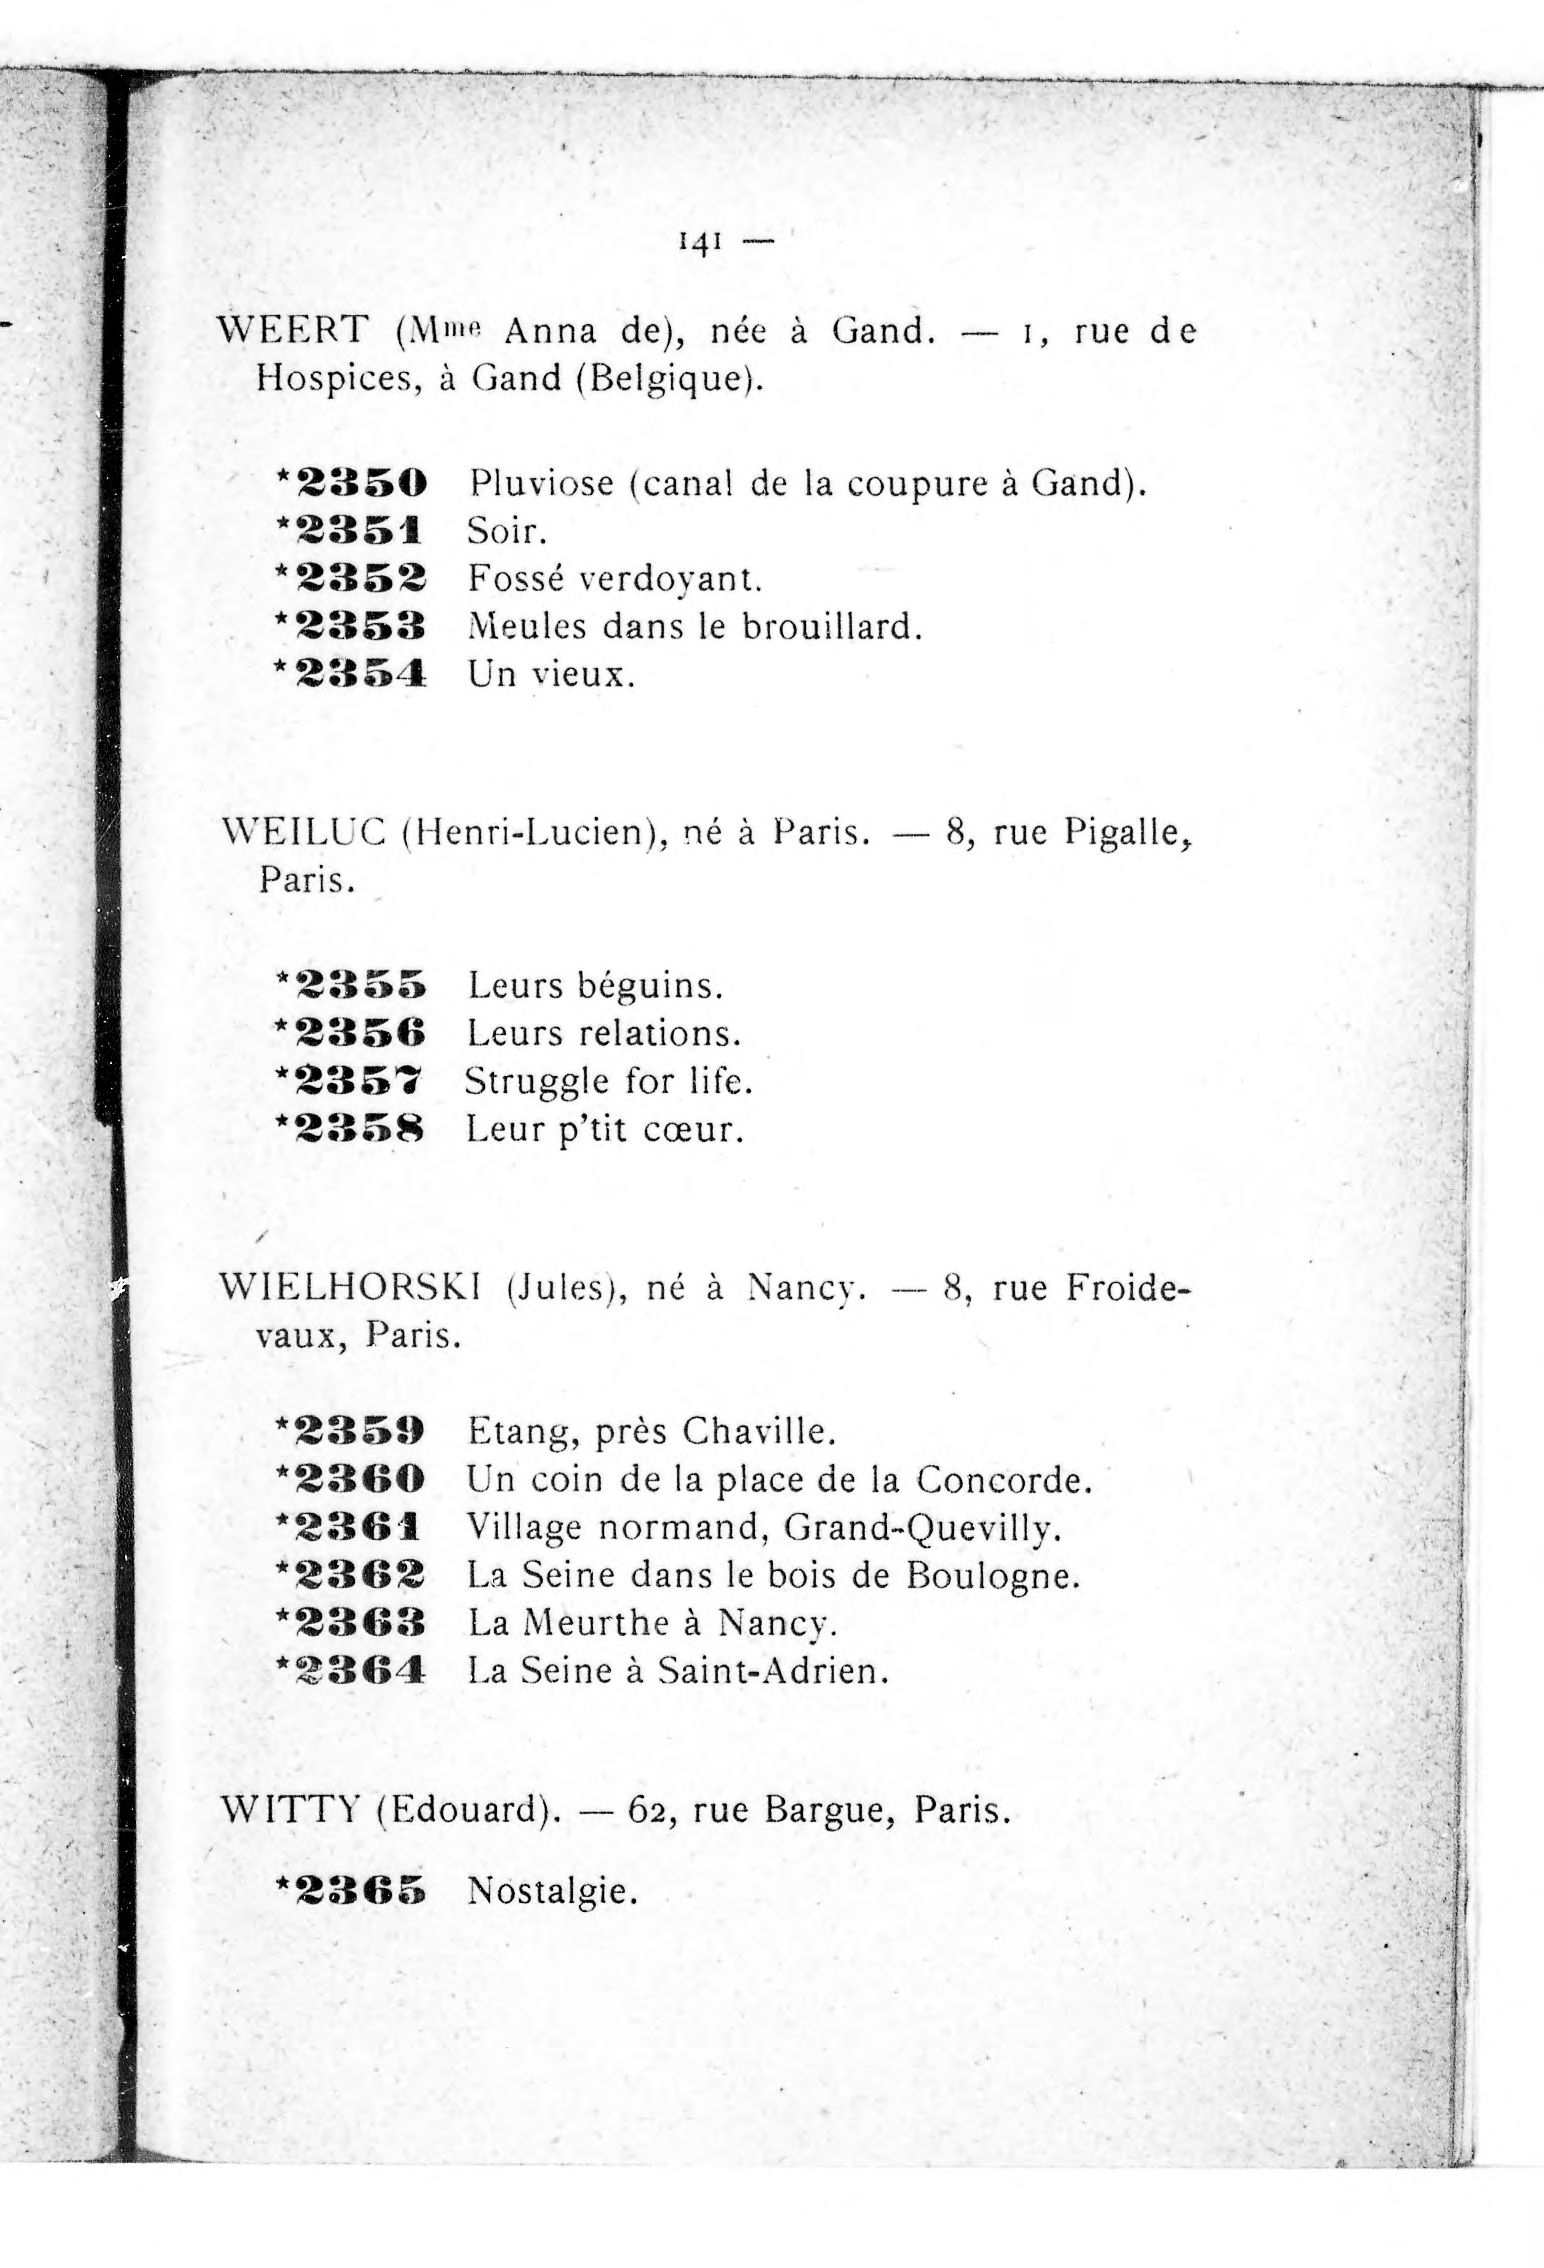 141 —
WEERT (Mme Anna de), née à Gand. — 1, rue de
Hospices, à Gand (Belgique).
*2350 Pluviose (canal de la coupure à Gand).
*2351 Soir.
*2352 Fossé verdoyant.
*2353 Meules dans le brouillard.
*2354 Un vieux.
WEILUC (Henri-Lucien), né à Paris. — 8, rue Pigalle,
Paris.
*2355 Leurs béguins.
*2356 Leurs relations.
*2357 Struggle for life.
*2358 Leur p’tit cœur.
WIELHORSKI (Jules), né à Nancy. — 8, rue Froide-
vaux, Paris.
*2359 Etang, près Chaville.
*2360 Un coin de la place de la Concorde.
*2361 Village normand, Grand-Quevilly.
*2362 La Seine dans le bois de Boulogne.
*2363 La Meurthe à Nancy.
*2364 La Seine à Saint-Adrien.
WITTY (Edouard). — 62, rue Bargue, Paris.
*2365 Nostalgie.